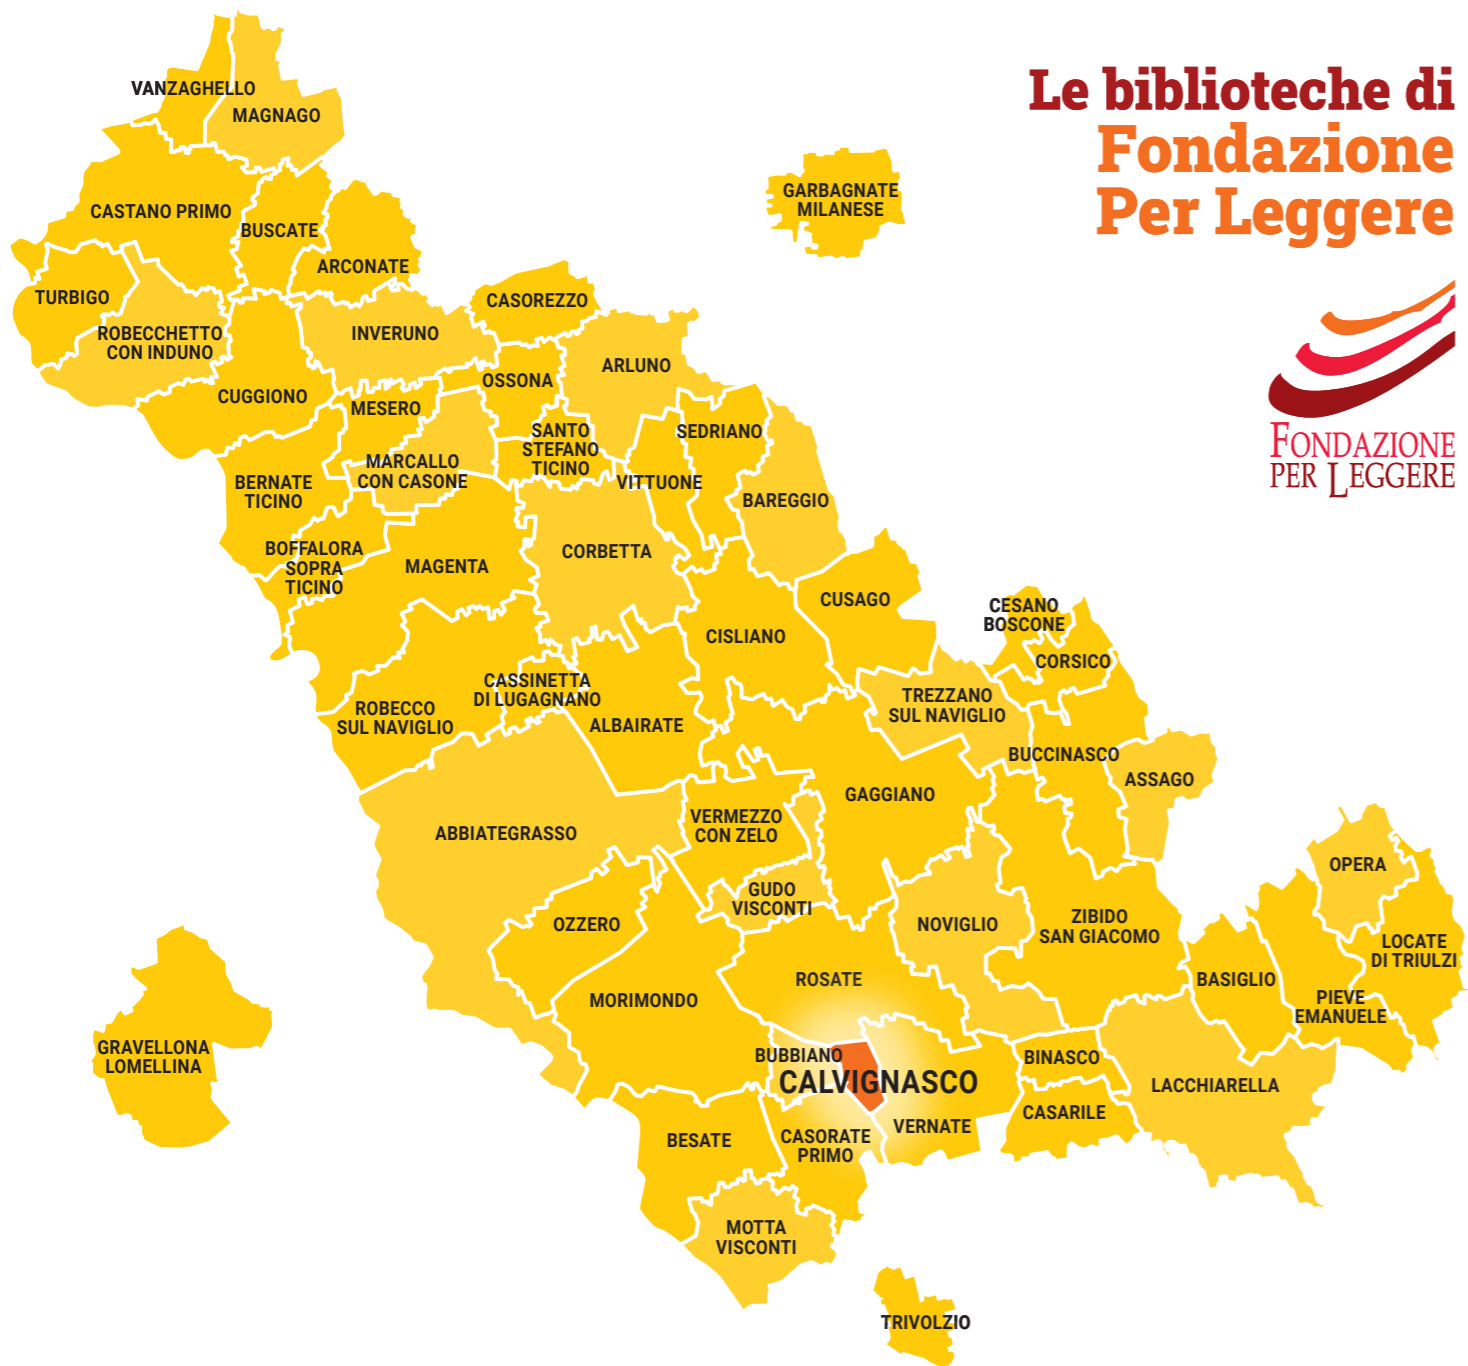 Le biblioteche di
Fondazione
Per Leggere
FONDAZIONE
PER LEGGERE
VANZAGHELLO
MAGNAGO
CASTANO PRIMO
BUSCATE
ARCONATE
GARBAGNATE
MILANESE
TURBIGO
ROBECCHETTO
CON INDUNO
INVERUNO
CASOREZZO
CUGGIONO
MESERO
OSSONA
ARLUNO
MARCALLO
CON CASONE
SANTO
STEFANO
TICINO
SEDRIANO
VITTUONE
BAREGGIO
BERNATE
TICINO
BOFFALORA
SOPRA
TICINO
MAGENTA
CORBETTA
CUSAGO
CISLIANO
CESANO
BOSCONE
CORSICO
ROBECCO
SUL NAVIGLIO
CASSINETTA
DI LUGAGNANO
ALBAIRATE
TREZZANO
SUL NAVIGLIO
BUCCINASCO
ASSAGO
ABBIATEGRASSO
VERMEZZO
CON ZELO
GAGGIANO
OPERA
OZZERO
GUDO
VISCONTI
NOVIGLIO
ZIBIDO
SAN GIACOMO
LOCATE
DI TRIULZI
BASIGLIO
PIEVE
EMANUELE
MORIMONDO
ROSATE
GRAVELLONA
LOMELLINA
BUBBIANO
CALVIGNASCO
BINASCO
LACCHIARELLA
CASARILE
BESATE
CASORATE
PRIMO
VERNATE
MOTTA
VISCONTI
TRIVOLZIO